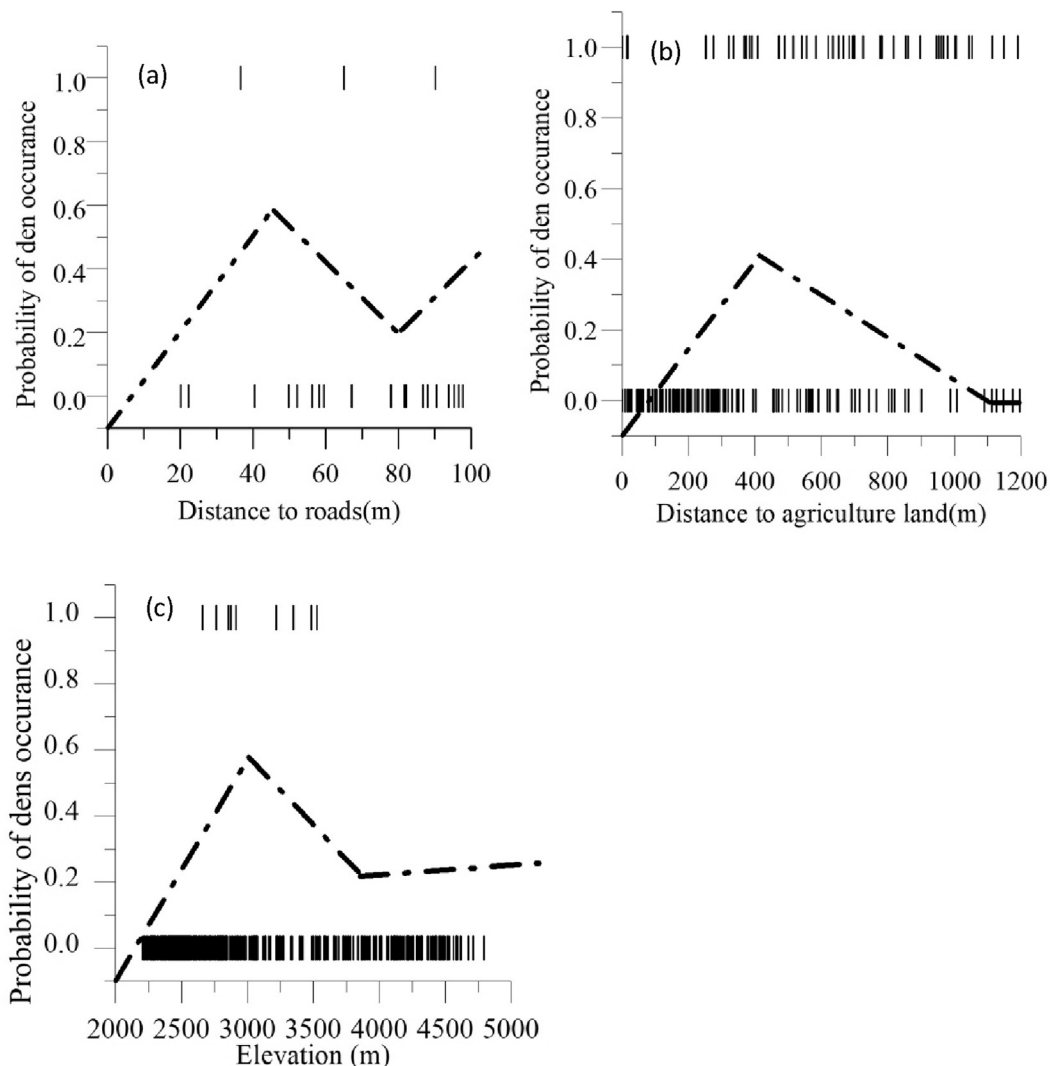 (a)
Probability of den occurance
1.0
0.8
0.6
0.4
0.2
0.0
0 20 40 60 80 100
Distance to roads(m)
(b)
Probability of den occurance
1.0
0.8
0.6
0.4
0.2
0.0
0 200 400 600 800 1000 1200
Distance to agriculture land(m)
(c)
Probability of dens occurance
1.0
0.8
0.6
0.4
0.2
0.0
2000 2500 3000 3500 4000 4500 5000
Elevation (m)